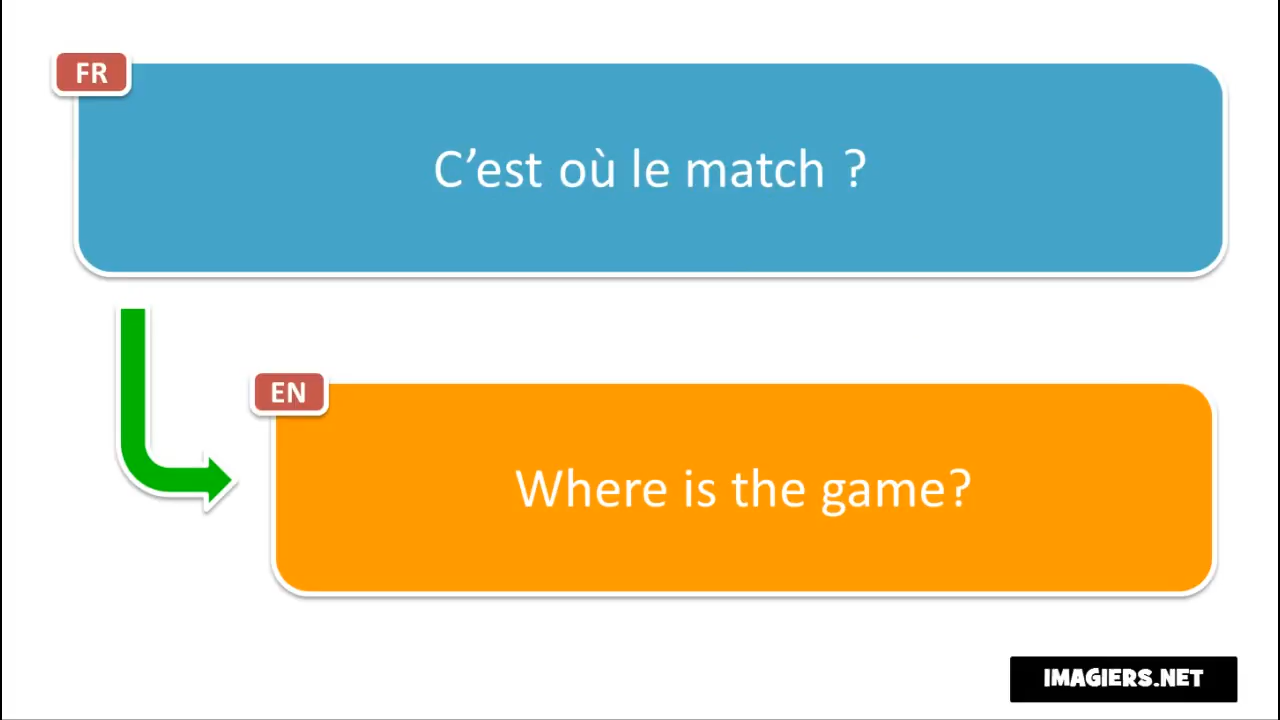 FR
C’est où le match ?
EN
Where is the game?
IMAGIERS.NET